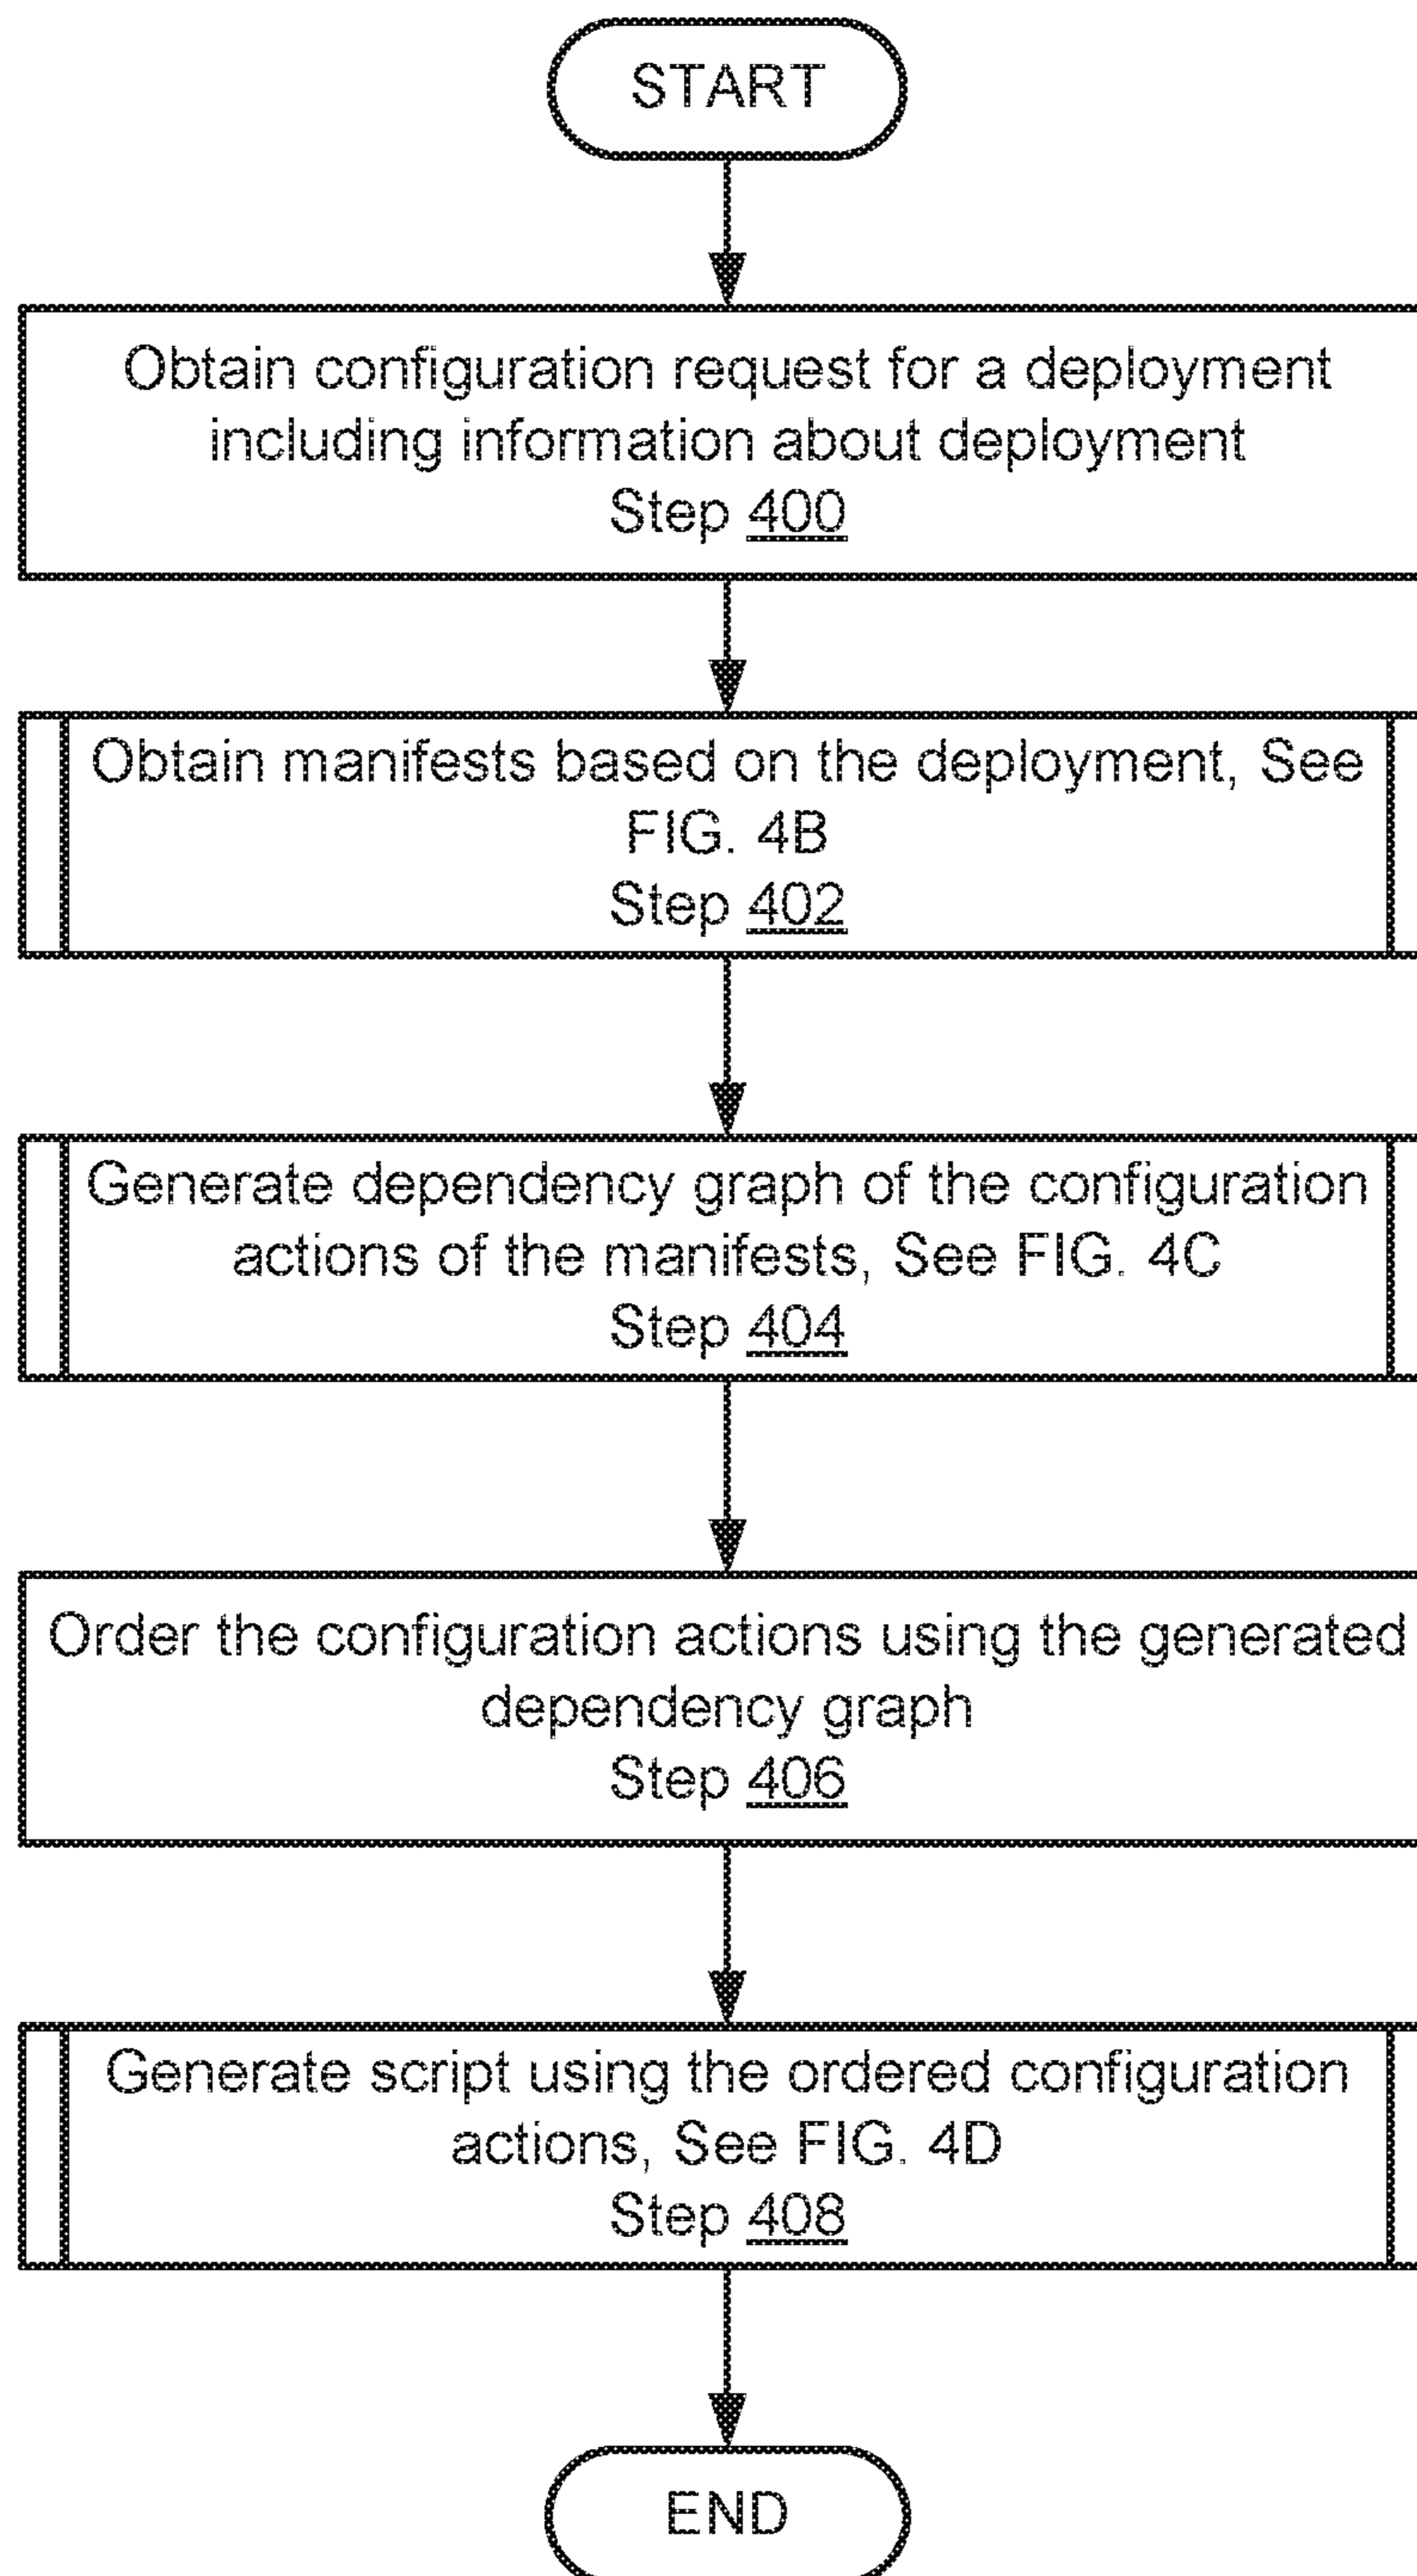 START
Obtain configuration request for a deployment
including information about deployment
Step 400
Obtain manifests based on the deployment, See
FIG. 4B
Step 402
Generate dependency graph of the configuration
actions of the manifests, See FIG. 4C
Step 404
Order the configuration actions using the generated
dependency graph
Step 406
Generate script using the ordered configuration
actions, See FIG. 4D
Step 408
END